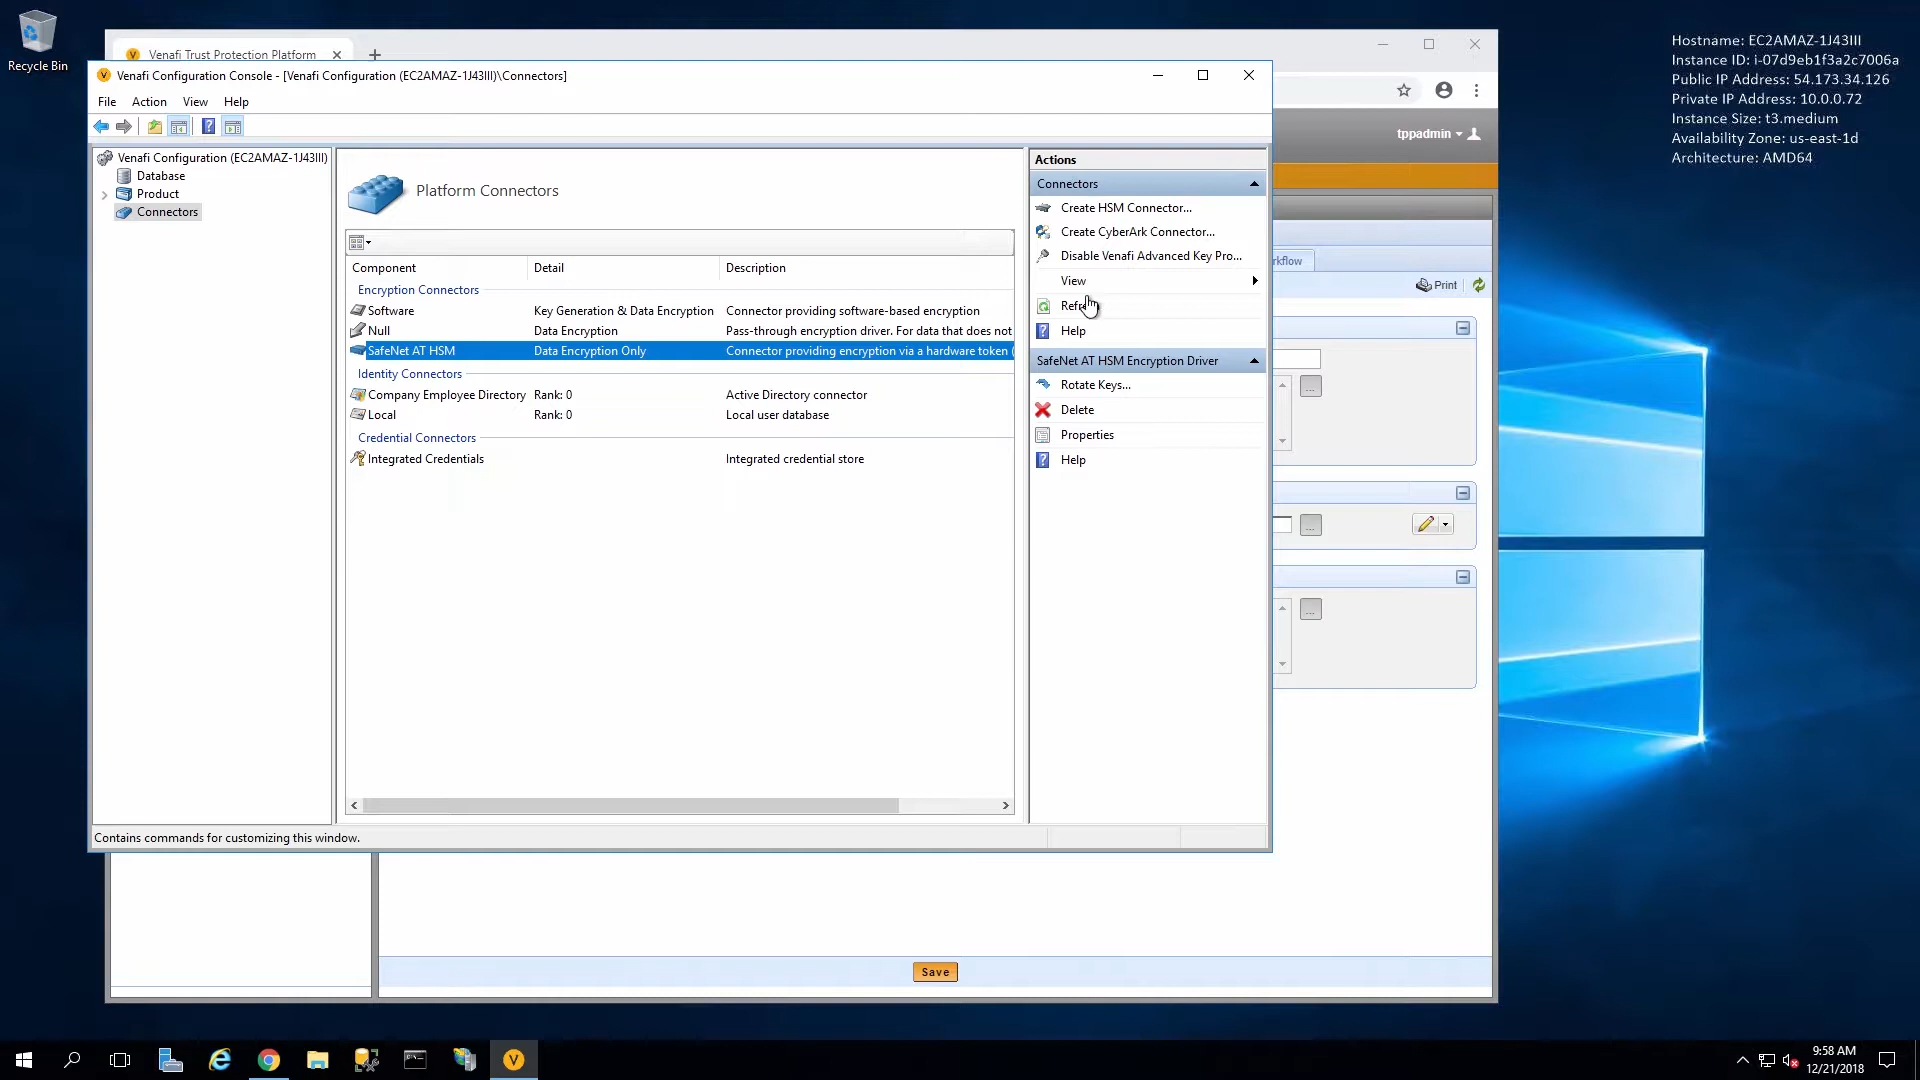 Recycle Bin
Hostname: EC2AMAZ-1J43III
Instance ID: i-07d9eb1f3a2c7006a
Public IP Address: 54.173.34.126
Private IP Address: 10.0.0.72
Instance Size: t3.medium
Availability Zone: us-east-1d
Architecture: AMD64
Venafi Trust Protection Platform
Venafi Configuration Console - [Venafi Configuration (EC2AMAZ-1J43III)\Connectors]
File Action View Help
tppadmin
Venafi Configuration (EC2AMAZ-1J43III)
Database
Product
Connectors
Platform Connectors
Component Detail Description
Encryption Connectors
Software Key Generation & Data Encryption Connector providing software-based encryption
Null Data Encryption Pass-through encryption driver. For data that does not
SafeNet AT HSM Data Encryption Only Connector providing encryption via a hardware token (
Identity Connectors
Company Employee Directory Rank: 0 Active Directory connector
Local Rank: 0 Local user database
Credential Connectors
Integrated Credentials Integrated credential store
Actions
Connectors
Create HSM Connector...
Create CyberArk Connector...
Disable Venafi Advanced Key Pro...
View
Help
SafeNet AT HSM Encryption Driver
Rotate Keys...
Delete
Properties
Help
rkflow
Print
Contains commands for customizing this window.
Save
9:58 AM
12/21/2018